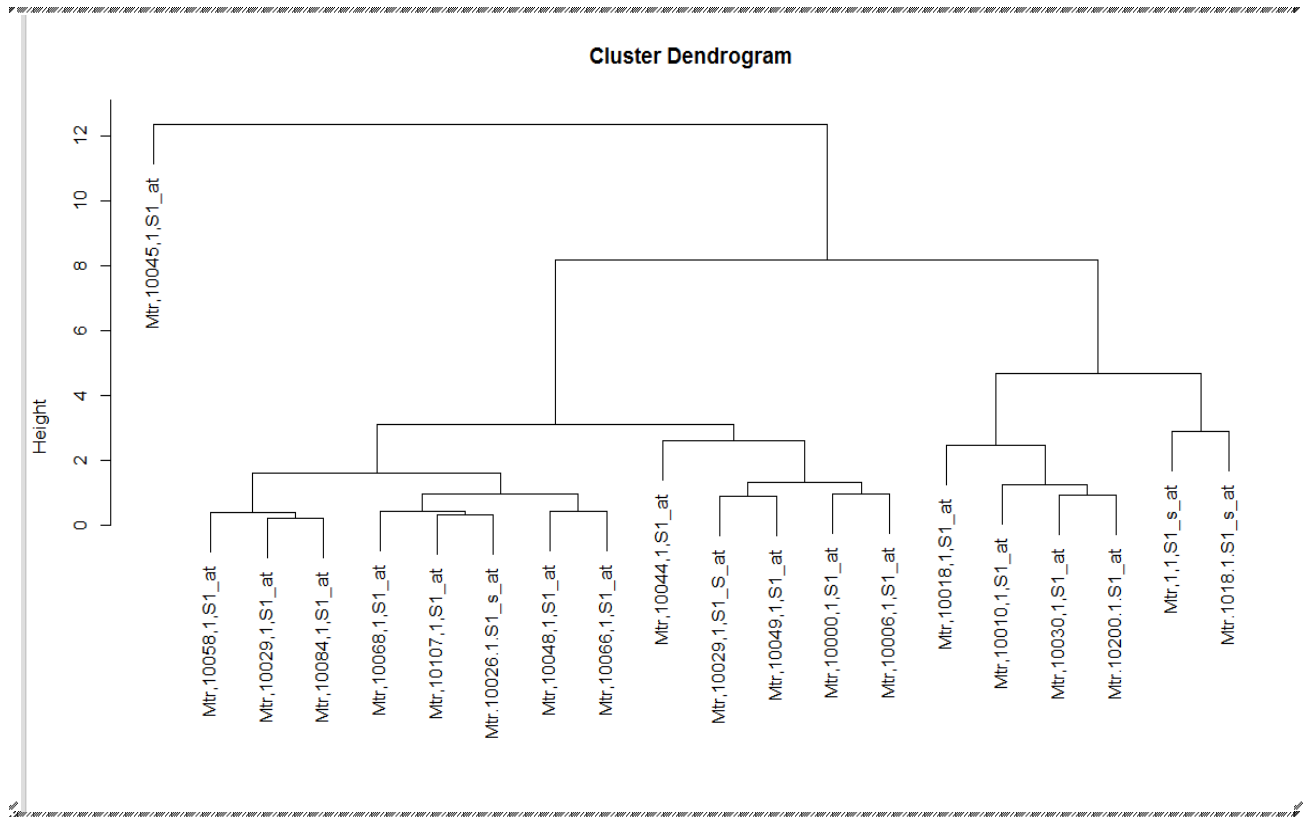 Cluster Dendrogram
Height
12
10
8
6
4
2
0
Mtr,10045,1,S1_at
Mtr,10058,1,S1_at
Mtr,10029,1,S1_at
Mtr,10084,1,S1_at
Mtr,10068,1,S1_at
Mtr,10107,1,S1_at
Mtr.10026.1.S1_s_at
Mtr,10048,1,S1_at
Mtr,10066,1,S1_at
Mtr,10044,1,S1_at
Mtr,10029,1,S1_S_at
Mtr,10049,1,S1_at
Mtr,10000,1,S1_at
Mtr,10006,1,S1_at
Mtr,10018,1,S1_at
Mtr,10010,1,S1_at
Mtr,10030,1,S1_at
Mtr.10200.1.S1_at
Mtr,1,1,S1_s_at
Mtr.1018.1.S1_s_at